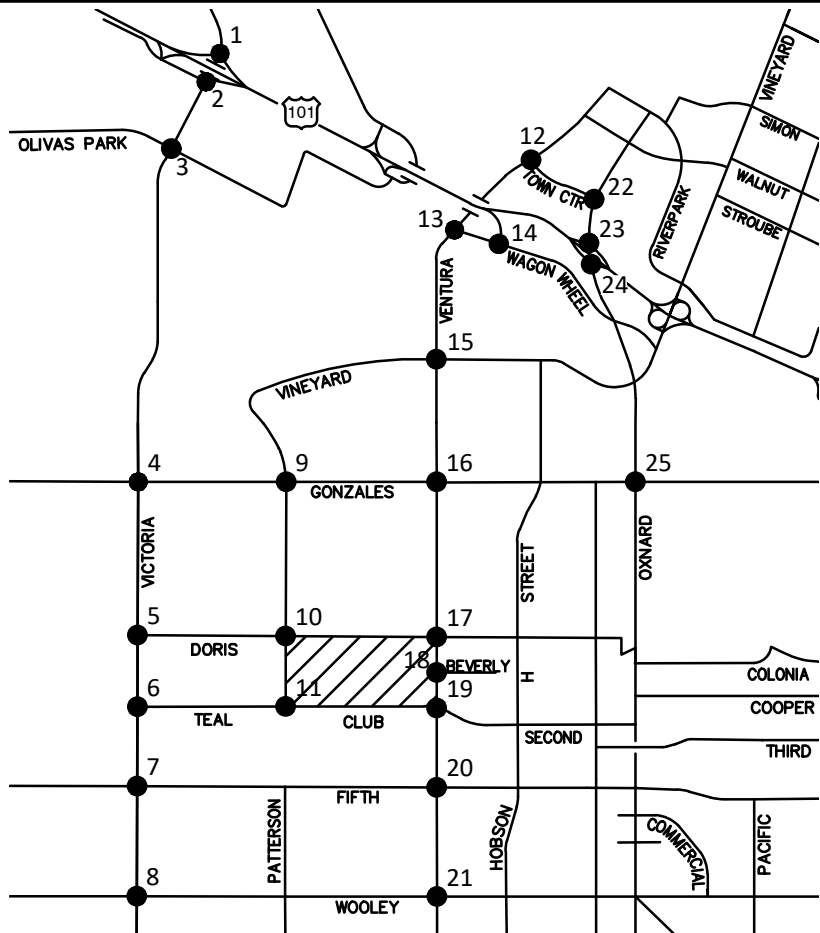 1
VINEYARD
2
101
12
SIMON
OLIVAS PARK
3
TOWN CTR
22
WALNUT
STROUBE
RIVERPARK
13
14
23
WAGON WHEEL
24
VENTURA
15
VINEYARD
4
9
16
25
GONZALES
VICTORIA
STREET
OXNARD
5
10
17
DORIS
18
BEVERLY
H
COLONIA
6
11
19
TEAL
CLUB
COOPER
SECOND
THIRD
7
20
FIFTH
PATTERSON
HOBSON
COMMERCIAL
PACIFIC
8
21
WOOLEY